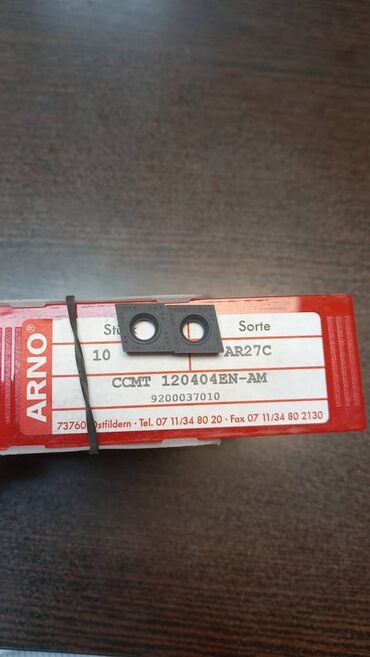 ARNO®
Sorte
10 AR27C
CCMT 120404EN-AM
9200037010
73760 Ostfildern · Tel. 07 11/34 80 20 · Fax 07 11/34 80 2130